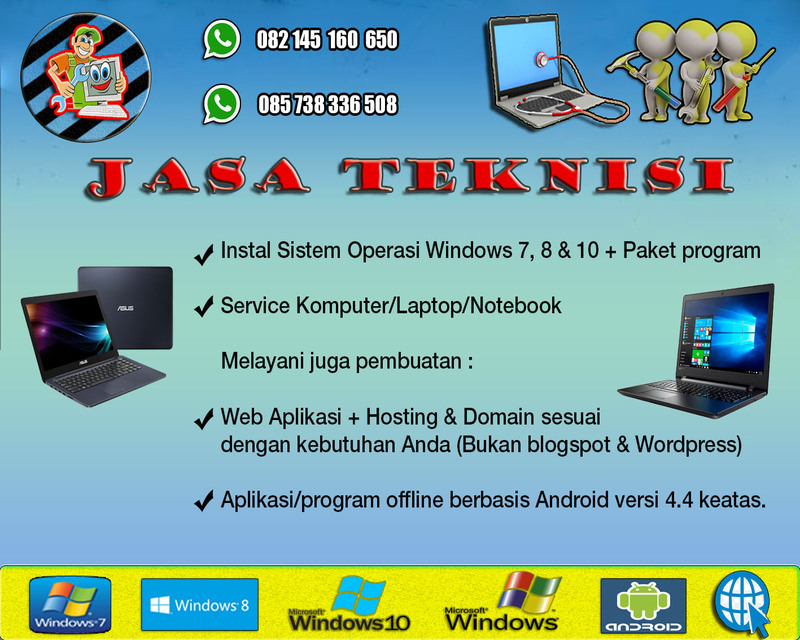 082 145 160 650
085 738 336 508
JASA TEKNISI
Instal Sistem Operasi Windows 7, 8 & 10 + Paket program
Service Komputer/Laptop/Notebook
ASUS
Melayani juga pembuatan :
Web Aplikasi + Hosting & Domain sesuai
dengan kebutuhan Anda (Bukan blogspot & Wordpress)
Aplikasi/program offline berbasis Android versi 4.4 keatas.
Windows 7
Windows 8
Microsoft Windows 10
Microsoft Windows
ANDROID